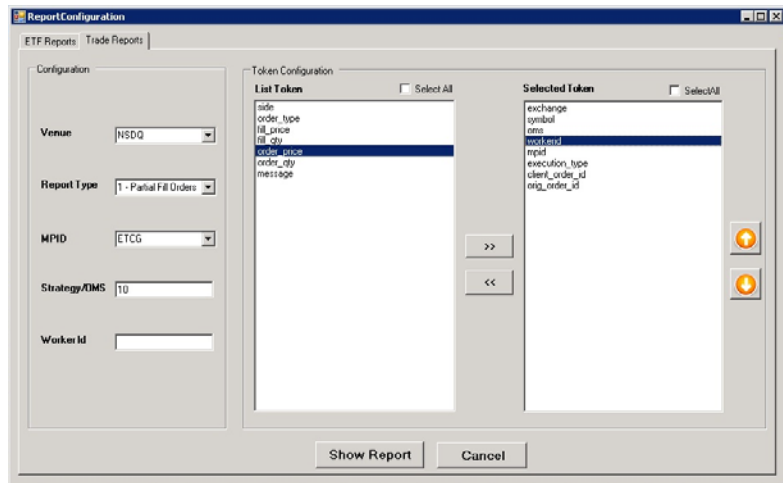 ReportConfiguration
ETF Reports
Trade Reports
Configuration
Venue
NSDQ
Report Type
1 - Partial Fill Orders
MPID
ETCG
Strategy/OMS
10
Worker Id
Token Configuration
List Token
Select All
side
order_type
fill_price
fill_qty
order_price
order_qty
message
>>
<<
Selected Token
SelectAll
exchange
symbol
oms
workerid
mpid
execution_type
client_order_id
orig_order_id
Show Report
Cancel